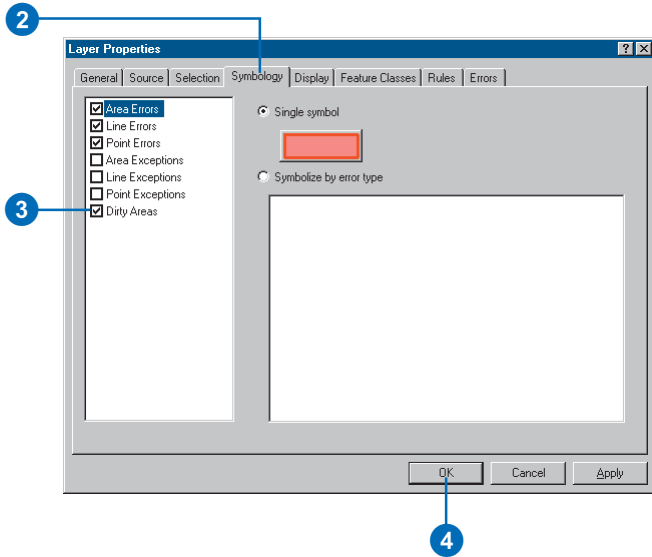 2
Layer Properties
General Source Selection Symbology Display Feature Classes Rules Errors
Area Errors
Line Errors
Point Errors
Area Exceptions
Line Exceptions
Point Exceptions
3
Dirty Areas
Single symbol
Symbolize by error type
OK Cancel Apply
4